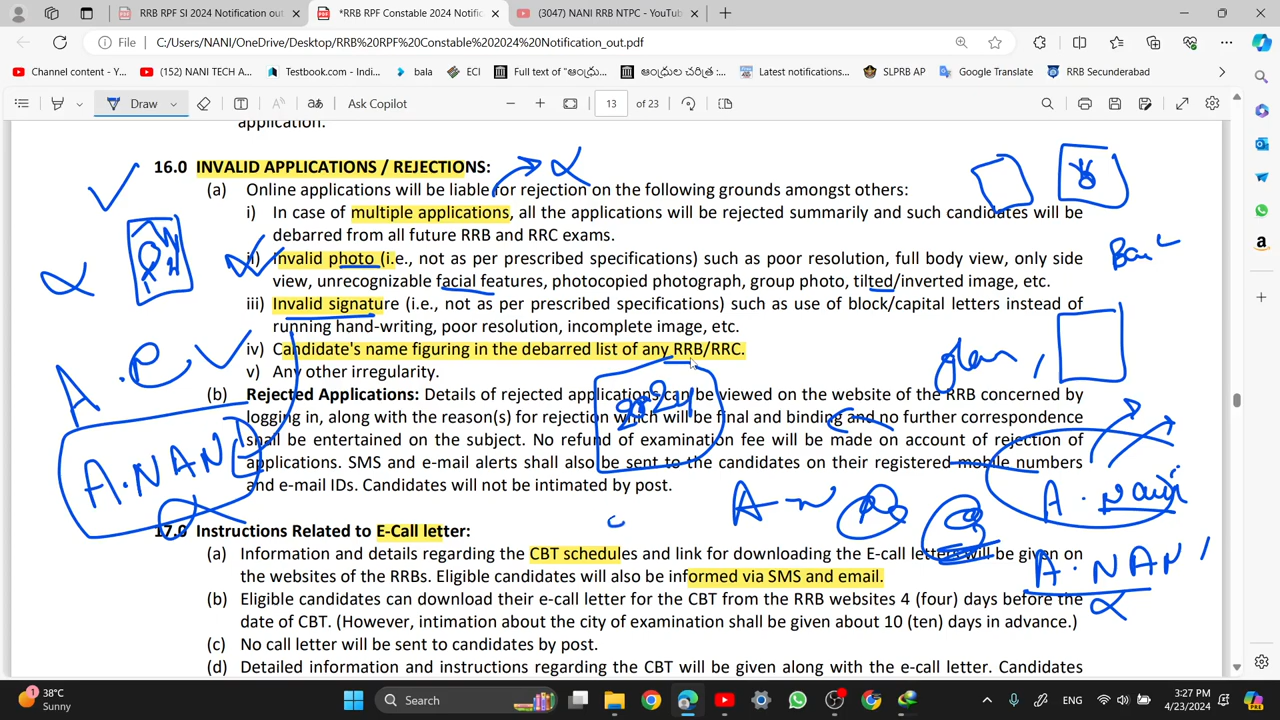 RRB RPF SI 2024 Notification out
*RRB RPF Constable 2024 Notific
(3047) NANI RRB NTPC - YouTube
File C:/Users/NANI/OneDrive/Desktop/RRB%20RPF%20Constable%202024%20Notification_out.pdf
Channel content - Y...
(152) NANI TECH A...
Testbook.com - Indi...
bala
ECI
Full text of "ఆంధ్రు...
ఆంధ్రుల చరిత్ర :...
Latest notifications...
SLPRB AP
Google Translate
RRB Secunderabad
Draw
Ask Copilot
13 of 23
application.
16.0 INVALID APPLICATIONS / REJECTIONS:
(a) Online applications will be liable for rejection on the following grounds amongst others:
i) In case of multiple applications, all the applications will be rejected summarily and such candidates will be
debarred from all future RRB and RRC exams.
ii) Invalid photo (i.e., not as per prescribed specifications) such as poor resolution, full body view, only side
view, unrecognizable facial features, photocopied photograph, group photo, tilted/inverted image, etc.
iii) Invalid signature (i.e., not as per prescribed specifications) such as use of block/capital letters instead of
running hand-writing, poor resolution, incomplete image, etc.
iv) Candidate's name figuring in the debarred list of any RRB/RRC.
v) Any other irregularity.
(b) Rejected Applications: Details of rejected applications can be viewed on the website of the RRB concerned by
logging in, along with the reason(s) for rejection which will be final and binding and no further correspondence
shall be entertained on the subject. No refund of examination fee will be made on account of rejection of
applications. SMS and e-mail alerts shall also be sent to the candidates on their registered mobile numbers
and e-mail IDs. Candidates will not be intimated by post.
A.NANI
A.NAN
17.0 Instructions Related to E-Call letter:
(a) Information and details regarding the CBT schedules and link for downloading the E-call letters will be given on
the websites of the RRBs. Eligible candidates will also be informed via SMS and email.
(b) Eligible candidates can download their e-call letter for the CBT from the RRB websites 4 (four) days before the
date of CBT. (However, intimation about the city of examination shall be given about 10 (ten) days in advance.)
(c) No call letter will be sent to candidates by post.
(d) Detailed information and instructions regarding the CBT will be given along with the e-call letter. Candidates
38°C
Sunny
Search
ENG
3:27 PM
4/23/2024